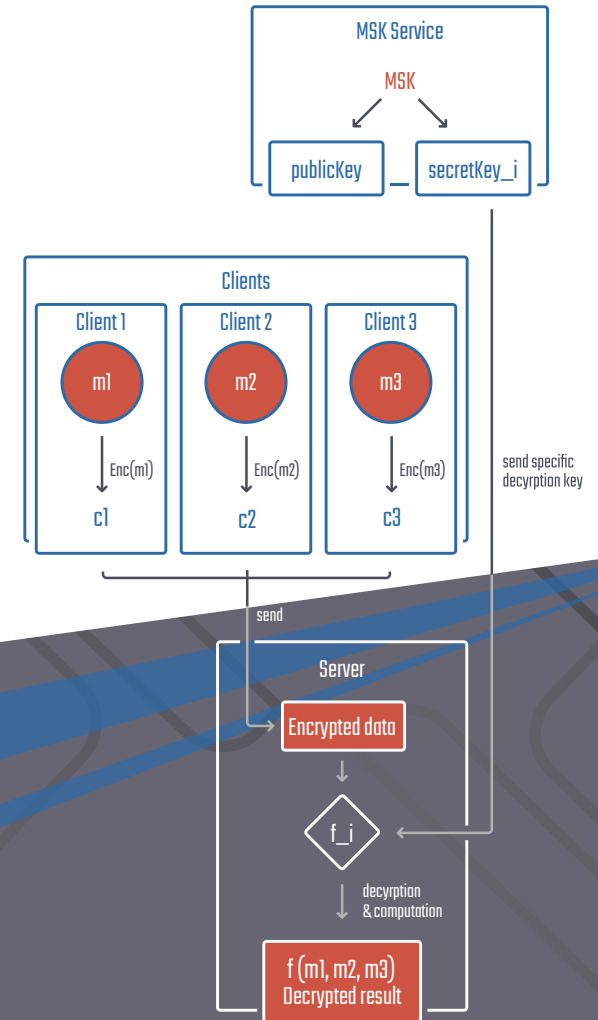 MSK Service
MSK
publicKey
secretKey_i
Clients
Client 1
Client 2
Client 3
m1
m2
m3
Enc(m1)
Enc(m2)
Enc(m3)
c1
c2
c3
send specific
decyrption key
send
Server
Encrypted data
f_i
decyrption
& computation
f (m1, m2, m3)
Decrypted result